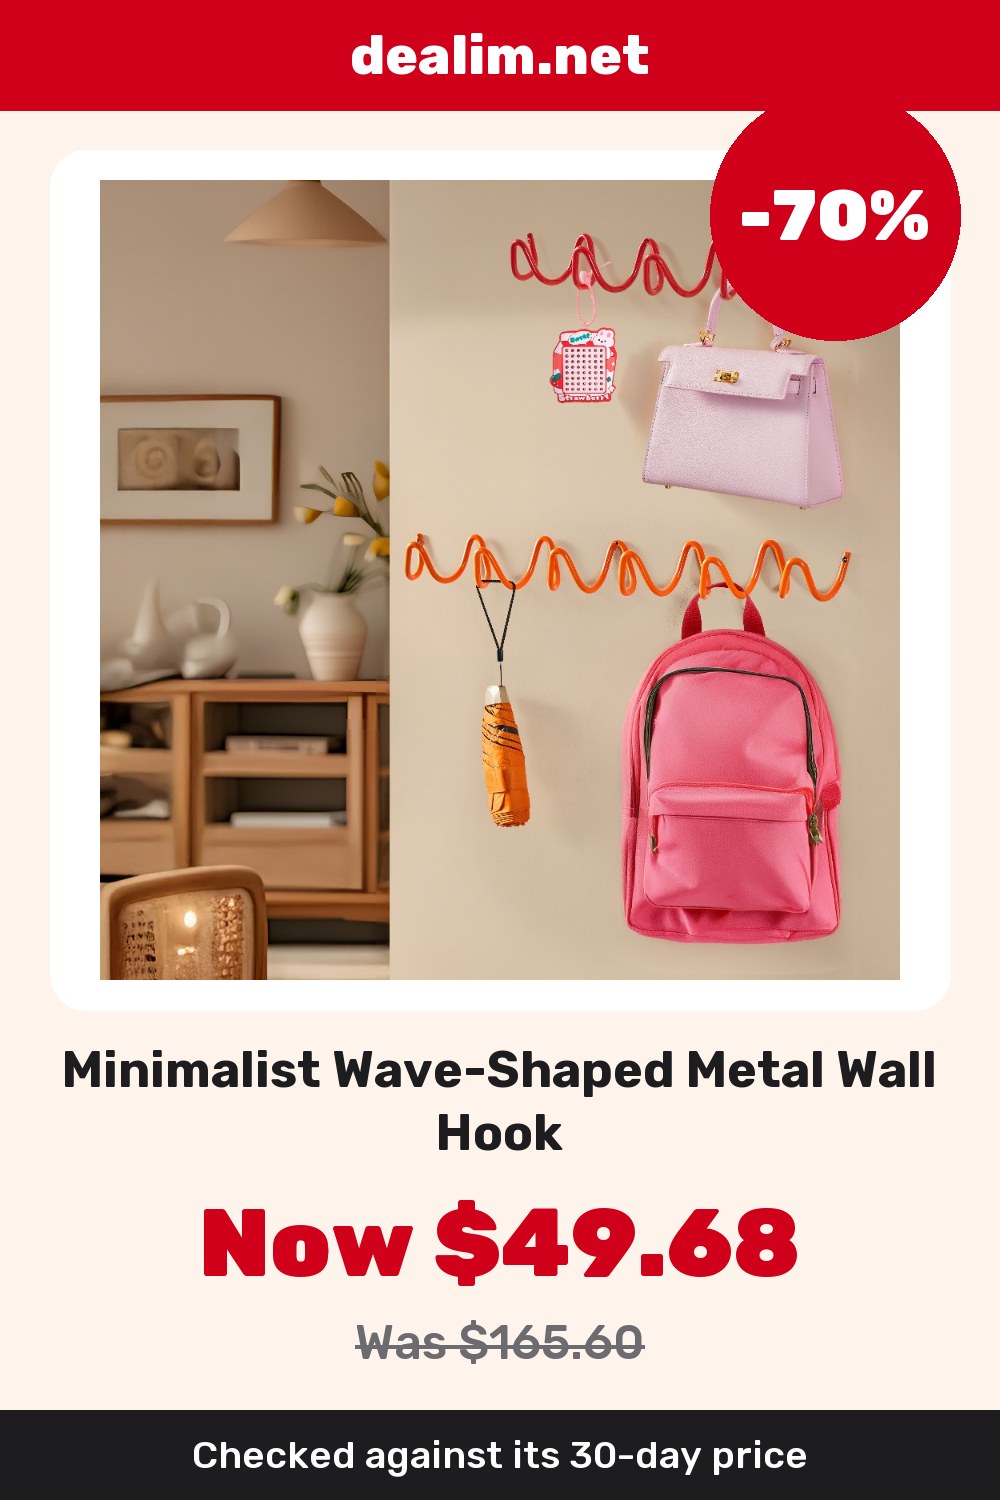 dealim.net
-70%
Minimalist Wave-Shaped Metal Wall
Hook
Now $49.68
Was $165.60
Checked against its 30-day price